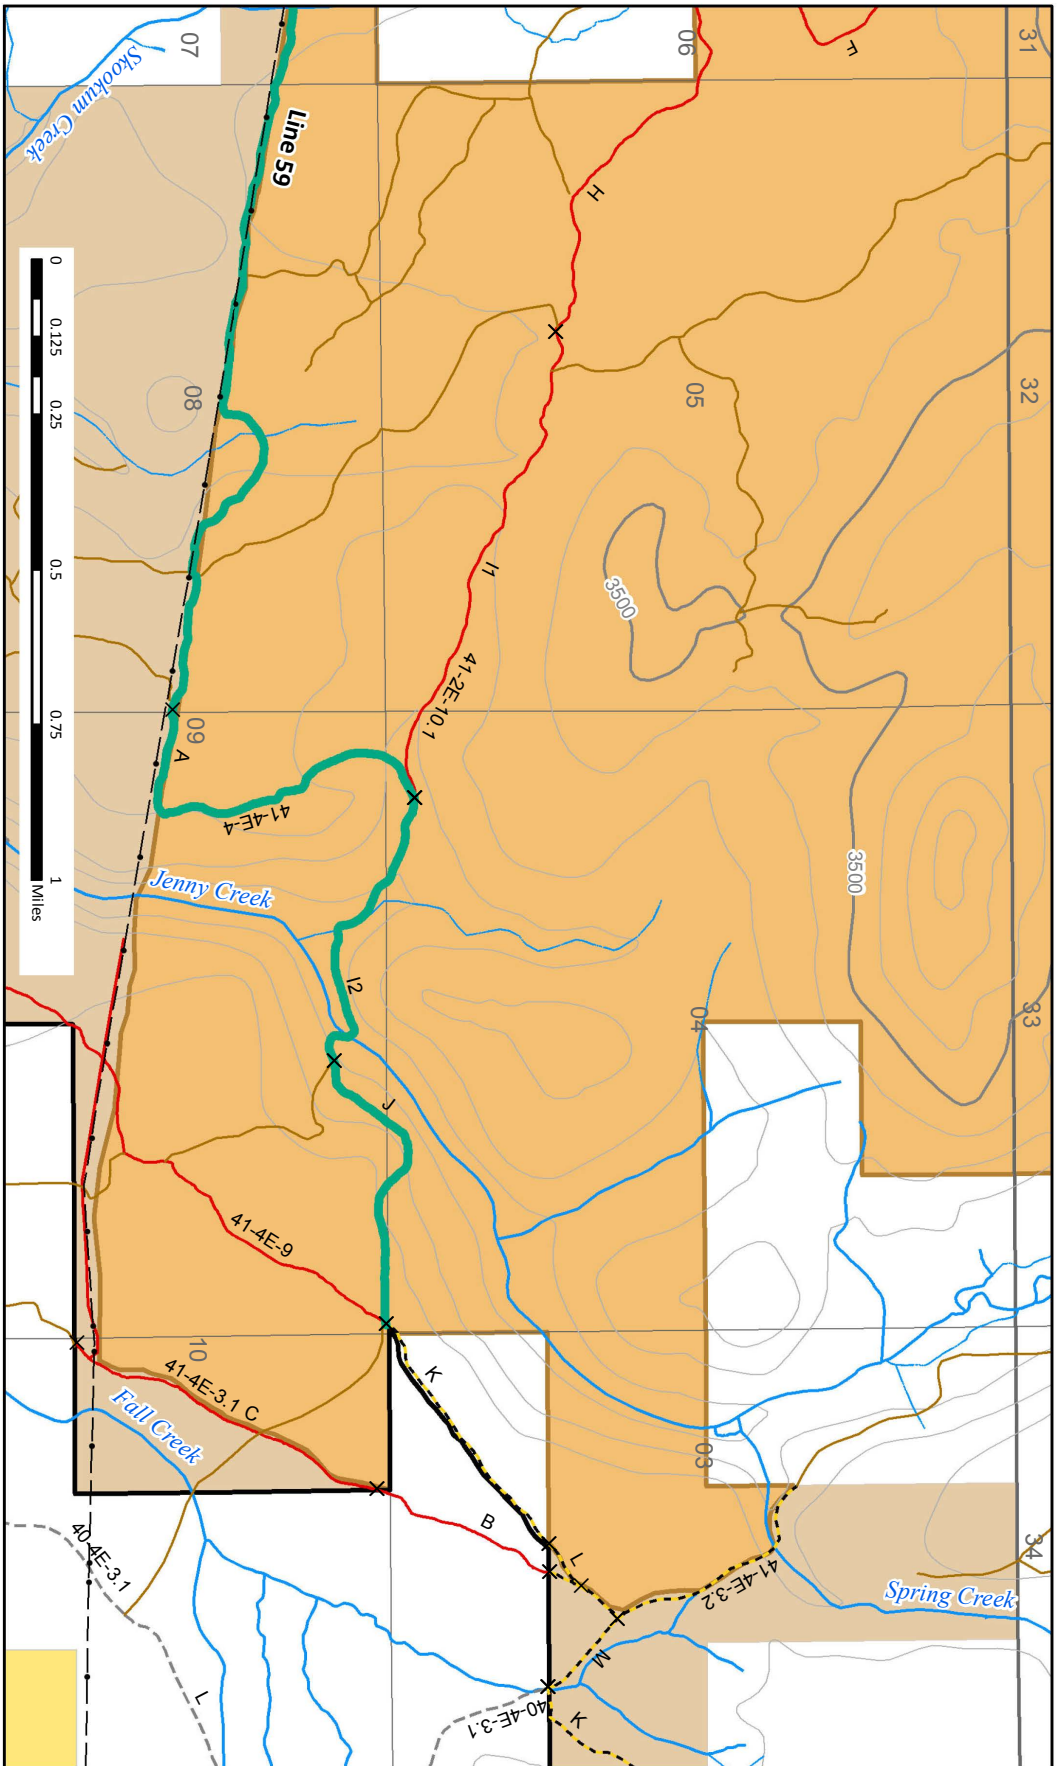 31
06
07
F
Skookum Creek
Line 59
H
32
05
08
0 0.125 0.25 0.5 0.75 1
Miles
3500
I1
41-2E-10.1
09
A
41-4E-4
3500
Jenny Creek
I2
33
04
J
41-4E-9
10
41-4E-3.1 C
Fall Creek
K
03
34
B
L
41-4E-3.2
Spring Creek
40-4E-3.1
M
40-4E-3.1
K
L